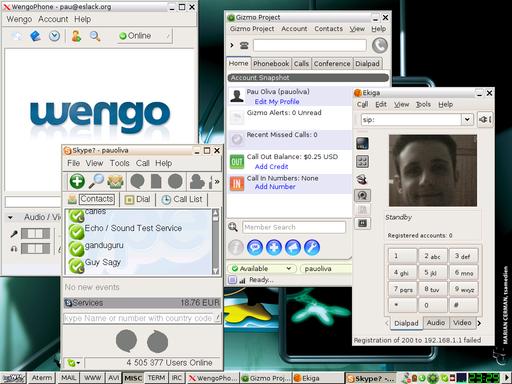 WengoPhone - pau@eslack.org
Wengo Account Help
Online
wengo
Audio / Vi
Skype? - pauoliva
File View Tools Call Help
Contacts Dial Call List
carles
Echo / Sound Test Service
ganduguru
Guy Sagy
No new events
Services 18.76 EUR
type Name or number with country code
4 505 377 Users Online
Gizmo Project
Gizmo Project Account Contacts View Help
Home Phonebook Calls Conference Dialpad
Account Snapshot
Pau Oliva (pauoliva)
Edit My Profile
Gizmo Alerts: 0 Unread
Recent Missed Calls: 0
OUT
Call Out Balance: $0.25 USD
Add Credit
IN
Call In Numbers: None
Add Number
Member Search
Available pauoliva
Ready...
Ekiga
Call Edit View Tools Help
sip:
Standby
Registered accounts: 0
1 2 abc 3 def
4 ghi 5 jkl 6 mno
7 pqrs 8 tuv 9 wxyz
* 0 #
Dialpad Audio Video
Registration of 200 to 192.168.1.1 failed
MARIAN CERMAN, tsamedien
Aterm MAIL WWW AVI MISC TERM IRC WengoPho... Gizmo Proj... Ekiga Skype? - p...